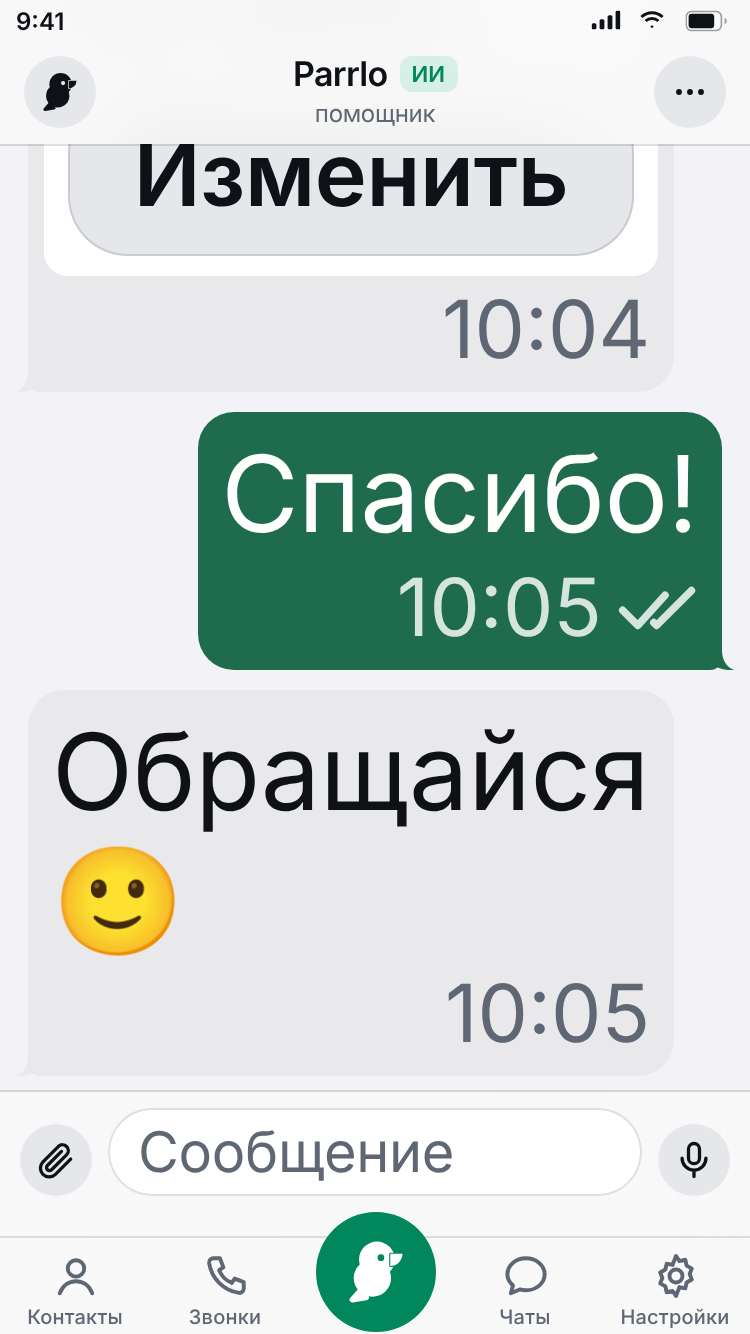 9:41
Parrlo ИИ
помощник
Изменить
10:04
Спасибо!
10:05
Обращайся
🙂
10:05
Сообщение
Контакты Звонки Чаты Настройки